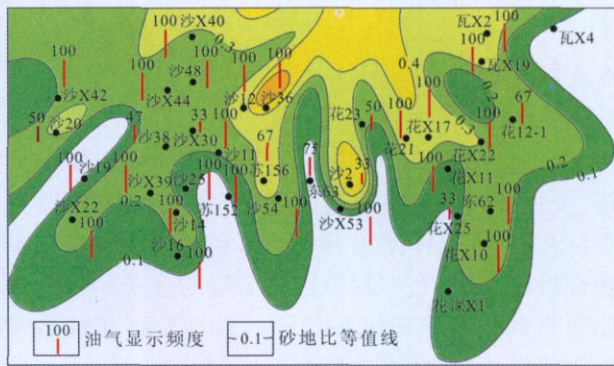 沙X40
瓦X2
瓦X4
100
100
0.3
100
100
瓦X19
100
100
沙48
100
100
0.4
100
沙X42
沙X44
沙12
沙36
0.2
50
沙20
47
33
100
花23
50
100
100
67
沙38
沙X30
花21
花X17
0.3
花12-1
沙11
67
花X22
100
沙19
100
100
苏156
75
33
100
花X11
0.2
沙X39
沙25
100
东63
沙2
0.1
0.2
沙X22
100
沙14
苏152
沙54
100
沙X53
100
33
花X25
东62
100
100
沙16
0.1
100
花X10
100
花深X1
100 油气显示频度
0.1 砂地比等值线